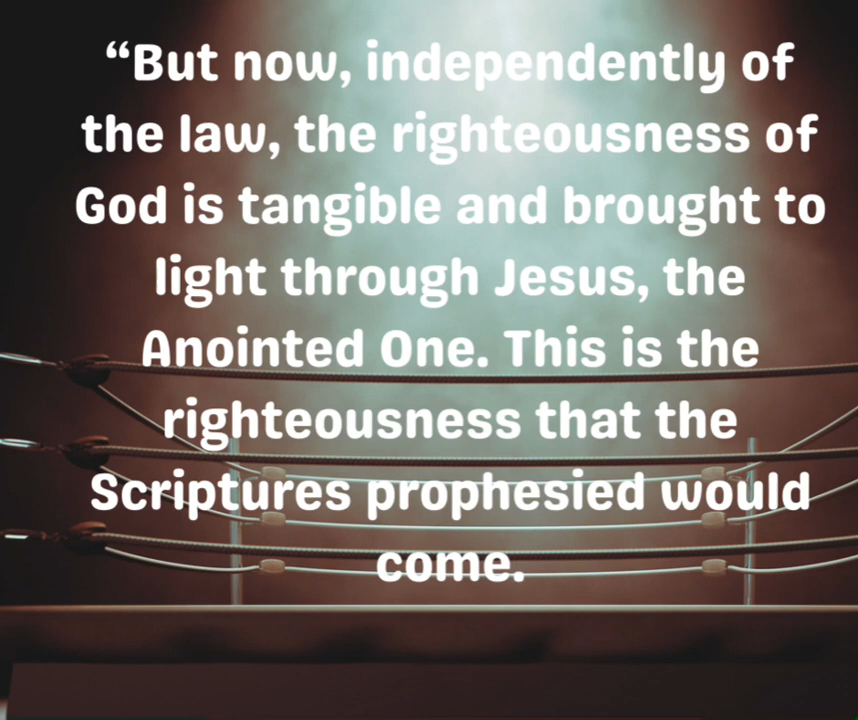 “But now, independently of
the law, the righteousness of
God is tangible and brought to
light through Jesus, the
Anointed One. This is the
righteousness that the
Scriptures prophesied would
come.